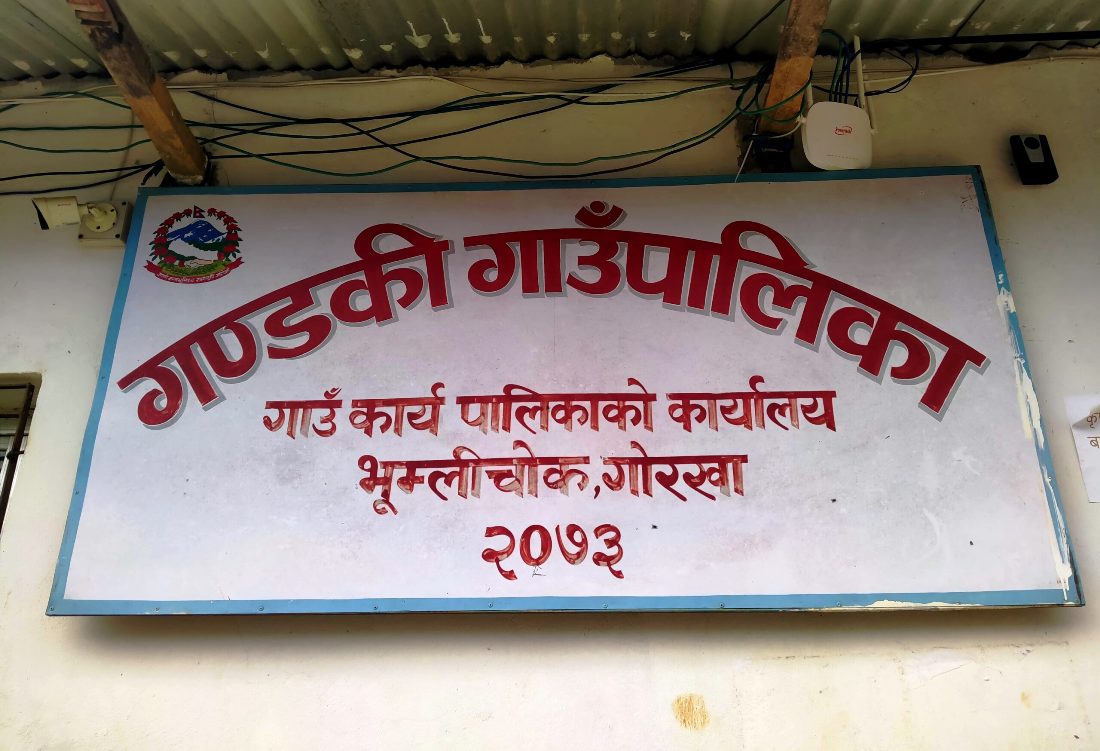 गण्डकी गाउँपालिका
गाउँ कार्य पालिकाको कार्यालय
भूम्लीचोक, गोरखा
२०७३